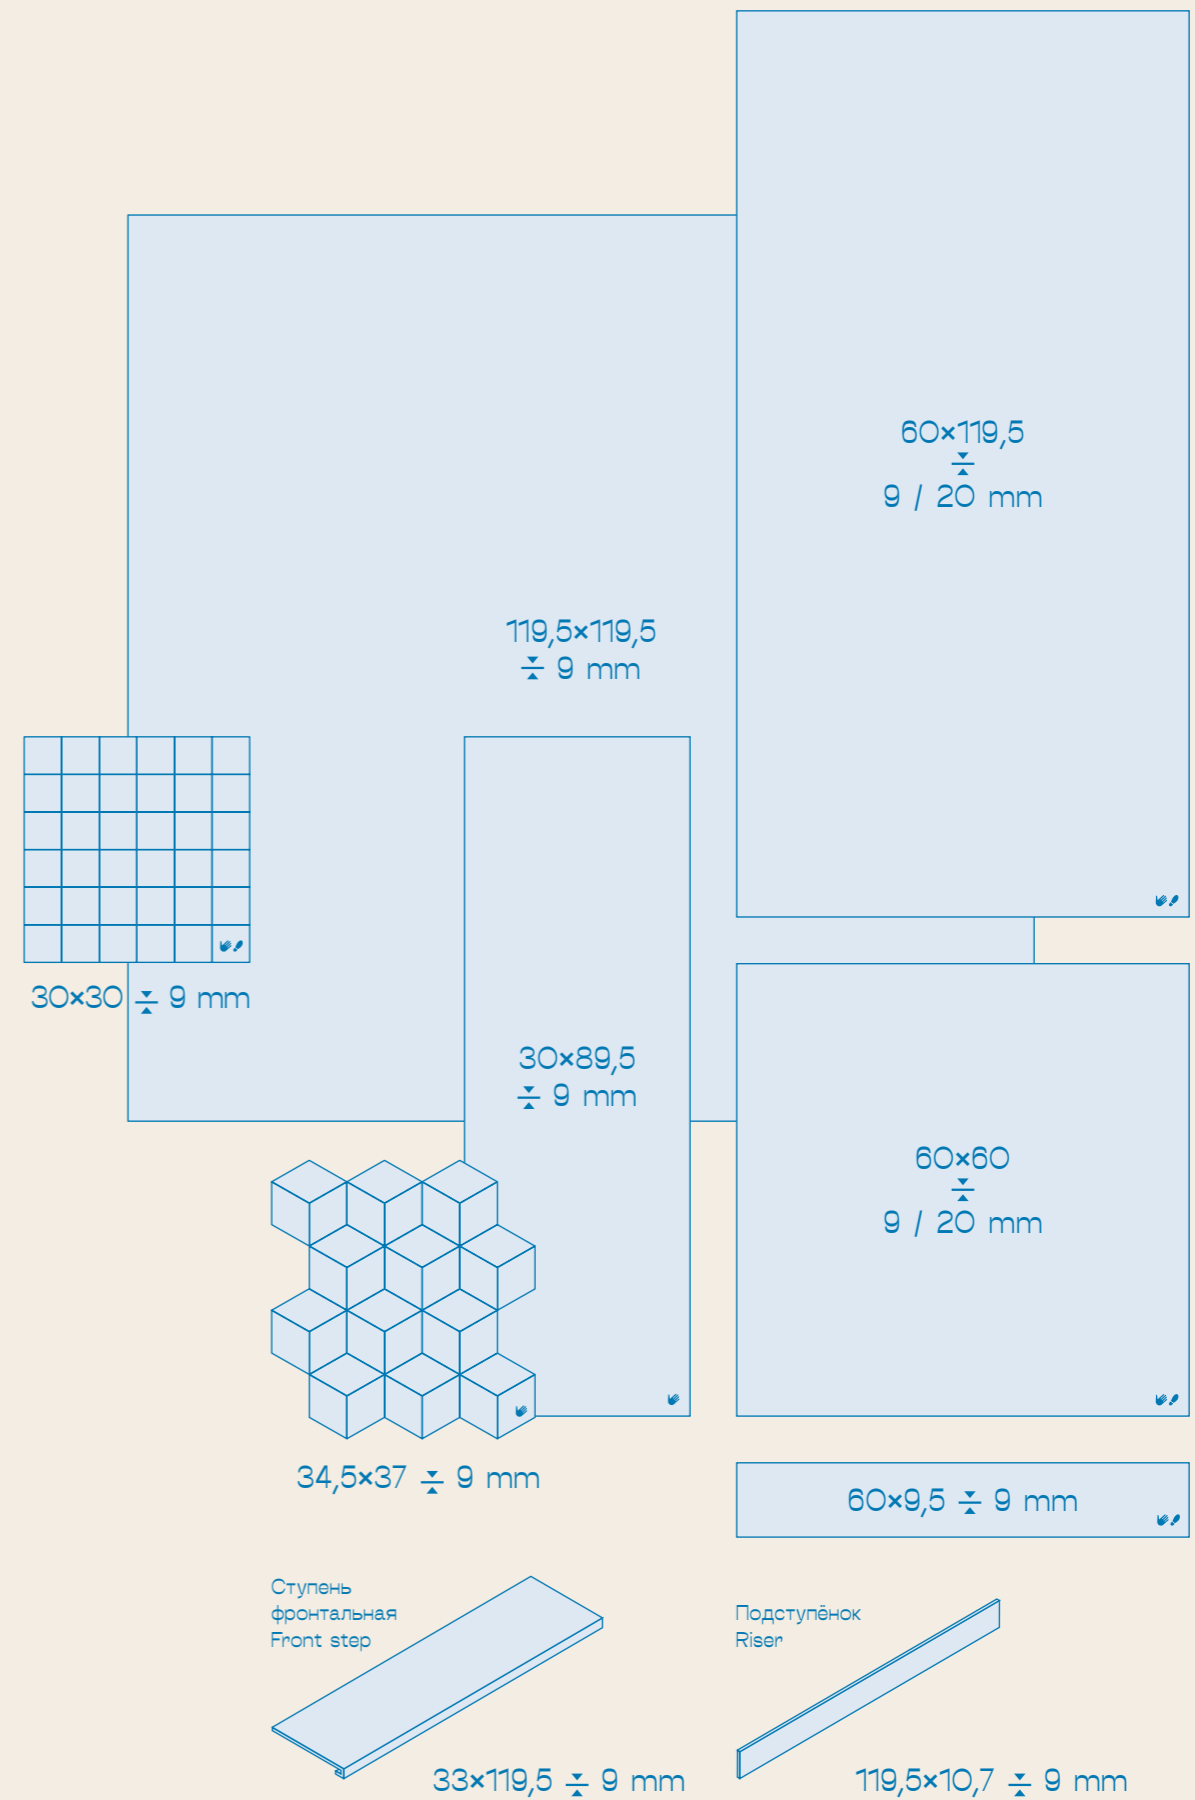 60×119,5
9 / 20 mm
119,5×119,5
9 mm
30×30 9 mm
30×89,5
9 mm
60×60
9 / 20 mm
34,5×37 9 mm
60×9,5 9 mm
Ступень
фронтальная
Front step
33×119,5 9 mm
Подступёнок
Riser
119,5×10,7 9 mm